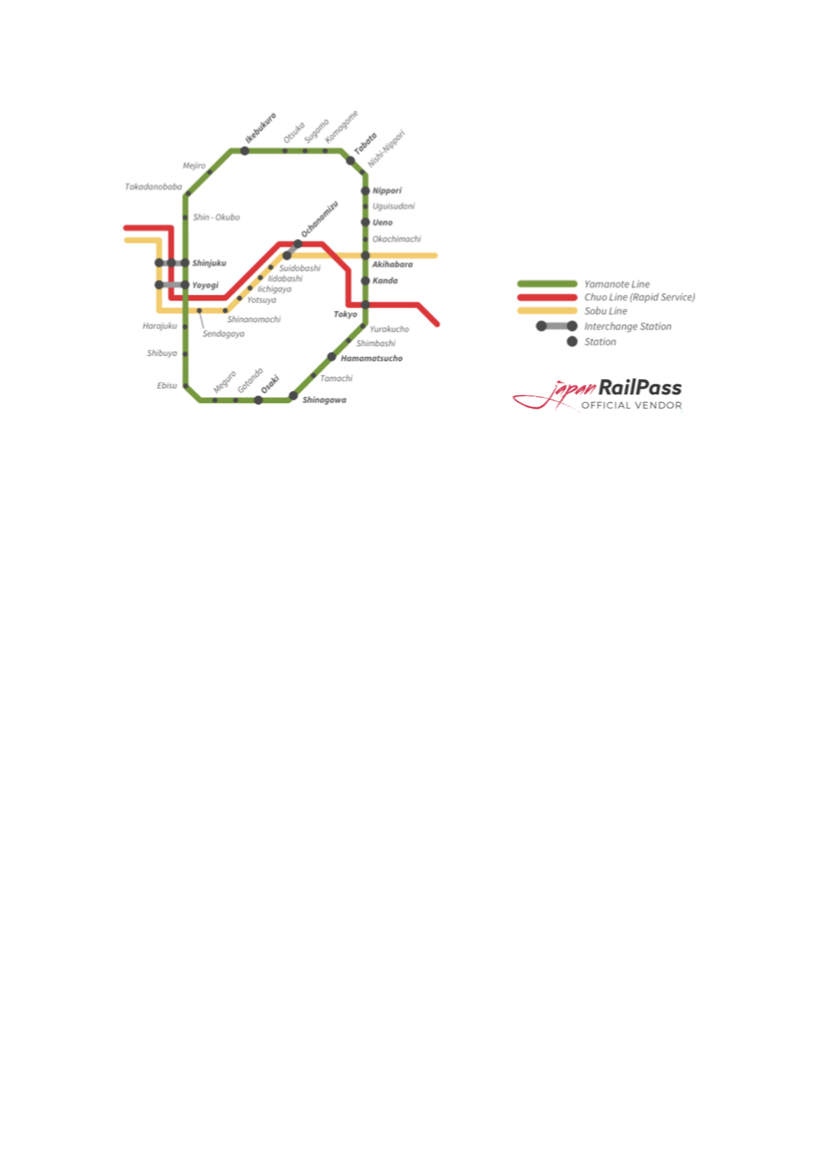 Ikebukuro
Otsuka
Sugamo
Komagome
Tabata
Nishi-Nippori
Mejiro
Takadanobaba
Nippori
Uguisudani
Shin - Okubo
Ueno
Ochanomizu
Okachimachi
Shinjuku
Suidobashi
Akihabara
Iidabashi
Kanda
Yoyogi
Iichigaya
Yotsuya
Tokyo
Shinanomachi
Harajuku
Sendagaya
Yurakucho
Shimbashi
Shibuya
Hamamatsucho
Ebisu
Meguro
Gotanda
Osaki
Tamachi
Shinagawa
Yamanote Line
Chuo Line (Rapid Service)
Sobu Line
Interchange Station
Station
japan RailPass
OFFICIAL VENDOR